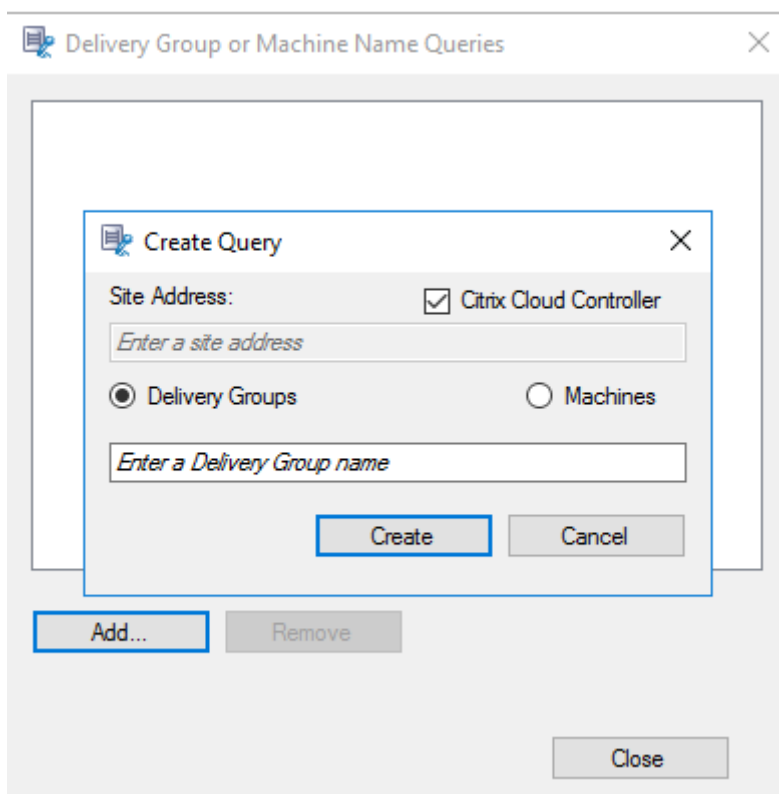 Delivery Group or Machine Name Queries
Create Query
Site Address:
Citrix Cloud Controller
Enter a site address
Delivery Groups
Machines
Enter a Delivery Group name
Create
Cancel
Add...
Remove
Close